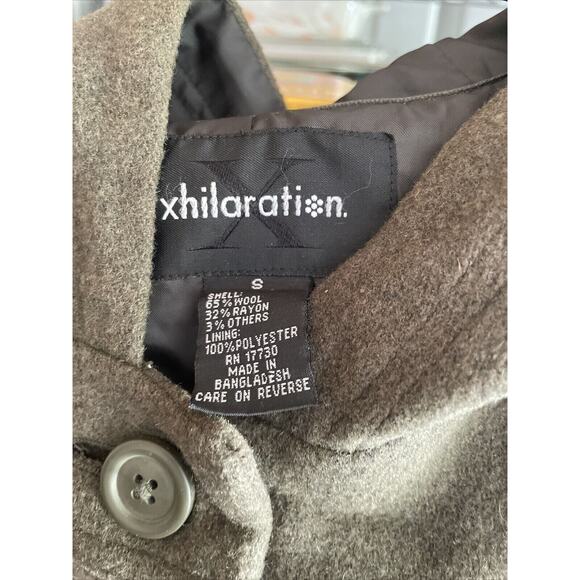 xhilaration.
S
SHELL:
65%WOOL
32%RAYON
3%OTHERS
LINING:
100%POLYESTER
RN 17730
MADE IN
BANGLADESH
CARE ON REVERSE